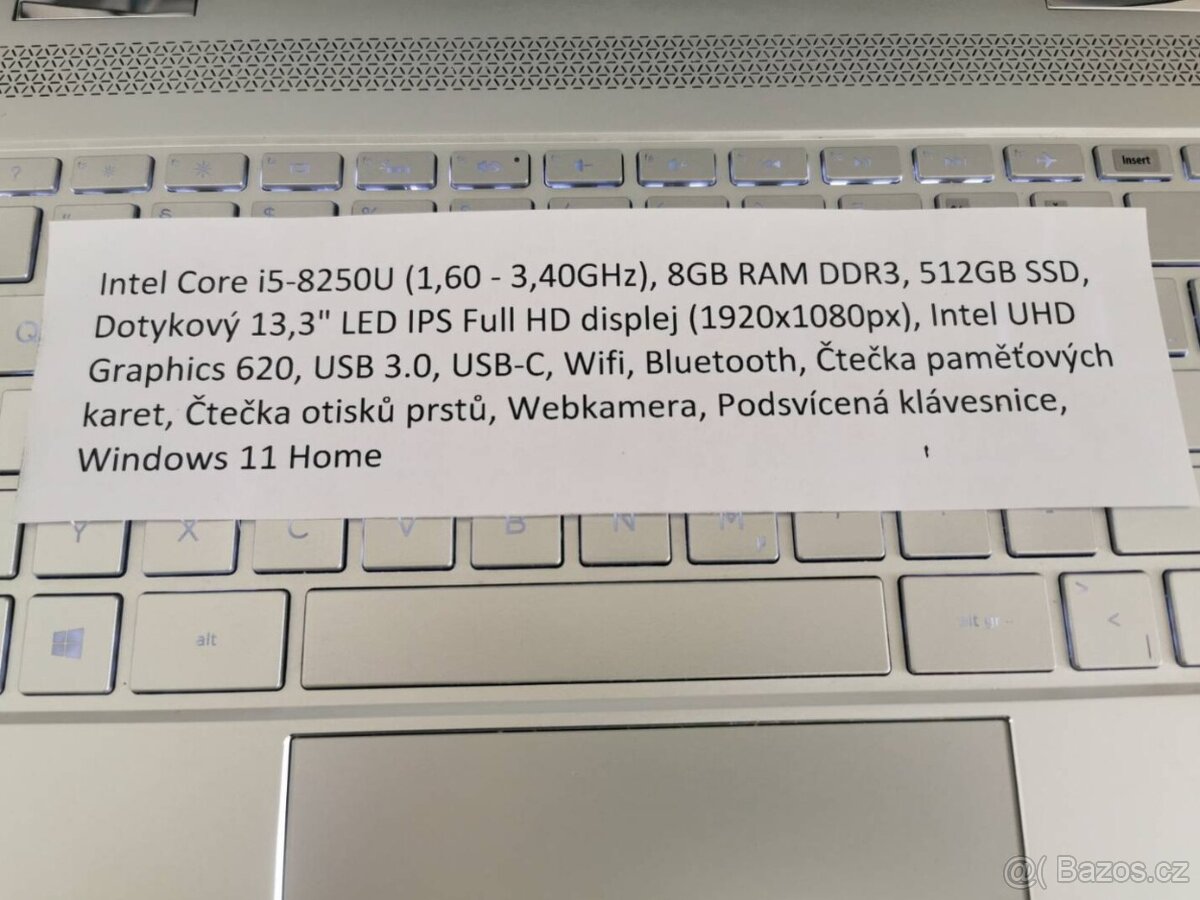 Insert
Intel Core i5-8250U (1,60 - 3,40GHz), 8GB RAM DDR3, 512GB SSD,
Dotykový 13,3" LED IPS Full HD displej (1920x1080px), Intel UHD
Graphics 620, USB 3.0, USB-C, Wifi, Bluetooth, Čtečka paměťových
karet, Čtečka otisků prstů, Webkamera, Podsvícená klávesnice,
Windows 11 Home
Y X C V B N M
alt alt gr
@( Bazos.cz